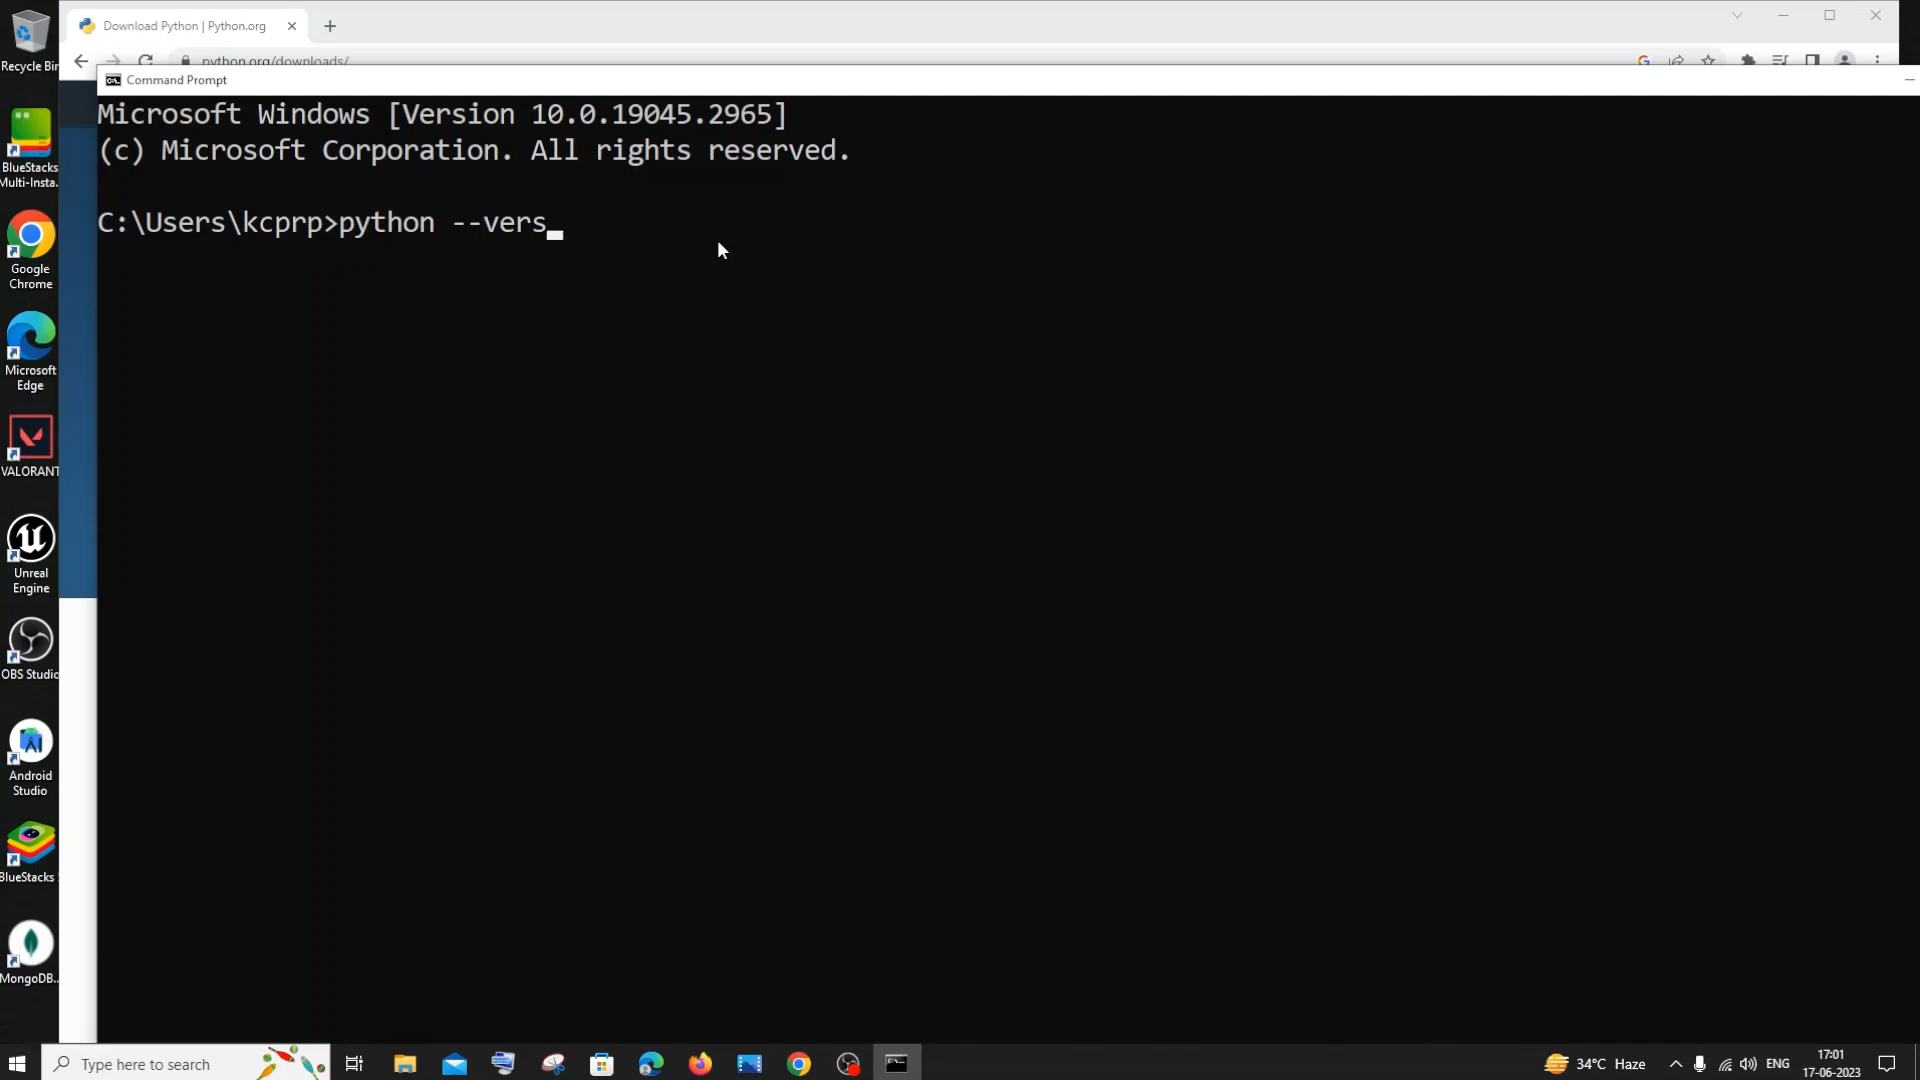 Download Python | Python.org
python.org/downloads/
Command Prompt
Microsoft Windows [Version 10.0.19045.2965]
(c) Microsoft Corporation. All rights reserved.
C:\Users\kcprp>python --vers
Recycle Bin
BlueStacks
Multi-Insta...
Google
Chrome
Microsoft
Edge
VALORANT
Unreal
Engine
OBS Studio
Android
Studio
BlueStacks
MongoDB...
Type here to search
34°C Haze
ENG
17:01
17-06-2023